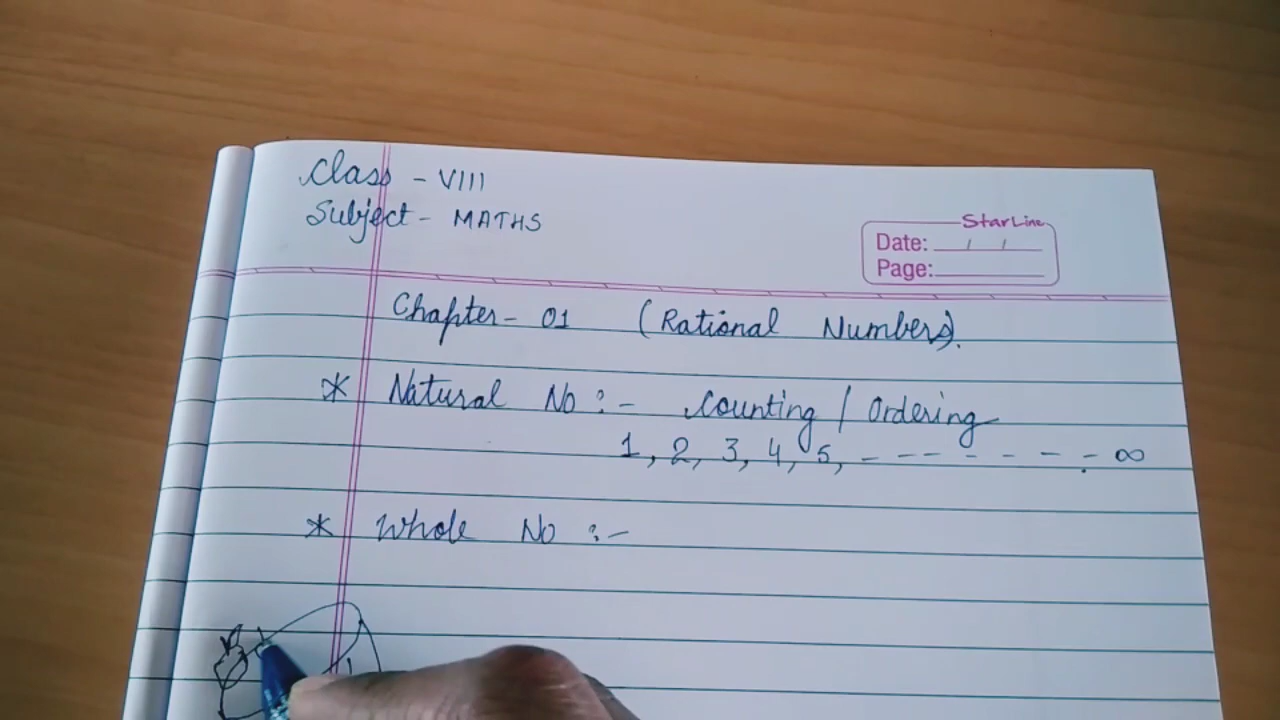 Class - VIII
Subject - MATHS
StarLine
Date: / /
Page:
Chapter - 01 (Rational Numbers).
* Natural No :- Counting / Ordering
1, 2, 3, 4, 5, - - - - - - - - ∞
* Whole No :-